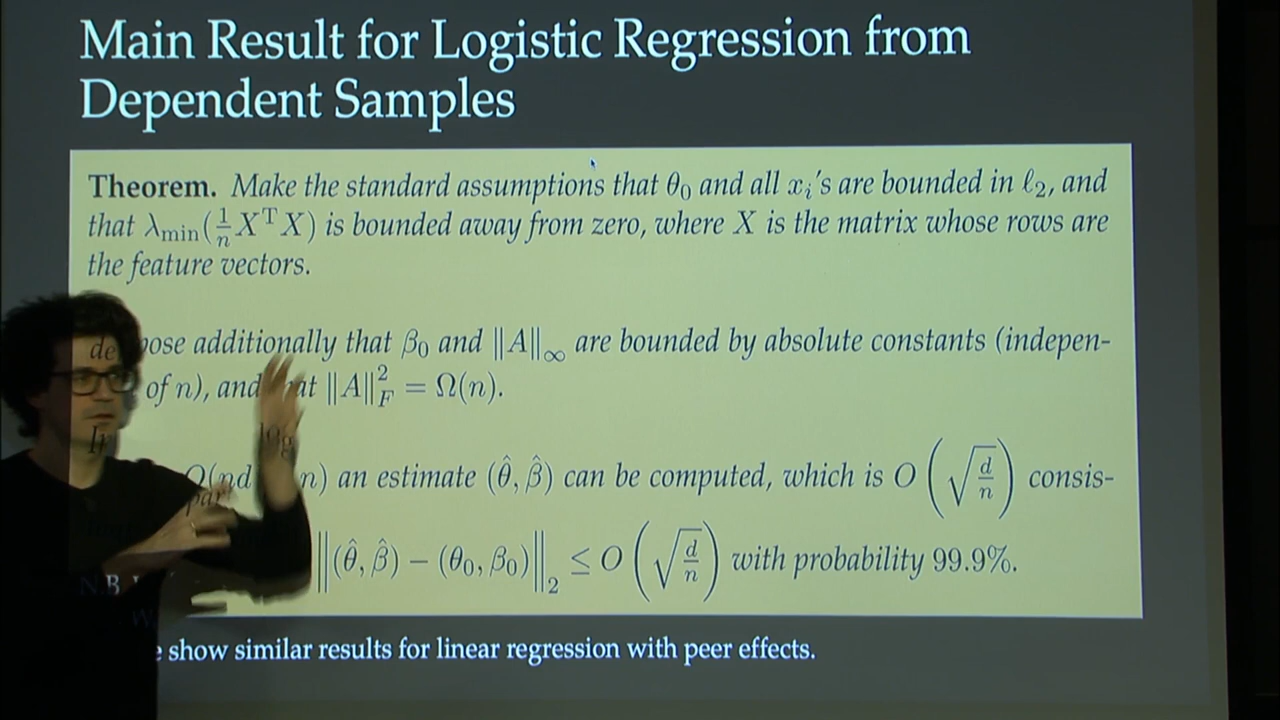 Main Result for Logistic Regression from
Dependent Samples
Theorem. Make the standard assumptions that θ₀ and all xᵢ's are bounded in ℓ₂, and
that λ_min(1/n XᵀX) is bounded away from zero, where X is the matrix whose rows are
the feature vectors.
additionally that β₀ and ‖A‖_∞ are bounded by absolute constants (indepen-
of n), and ‖A‖²_F = Ω(n).
n) an estimate (θ̂, β̂) can be computed, which is O(√(d/n)) consis-
‖(θ̂, β̂) − (θ₀, β₀)‖₂ ≤ O(√(d/n)) with probability 99.9%.
show similar results for linear regression with peer effects.